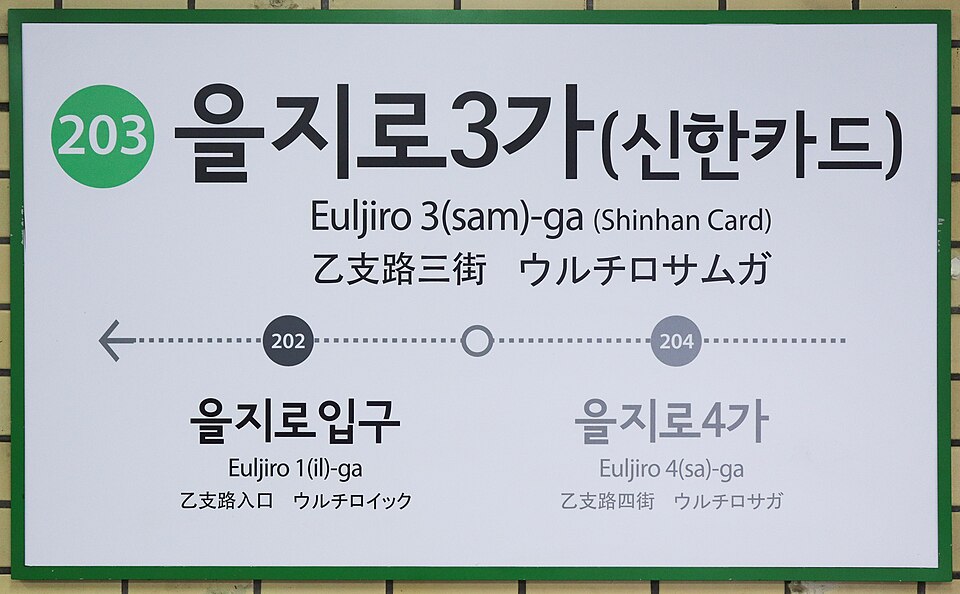 203 을지로3가(신한카드)
Euljiro 3(sam)-ga (Shinhan Card)
乙支路三街 ウルチロサムガ
202 204
을지로입구 을지로4가
Euljiro 1(il)-ga Euljiro 4(sa)-ga
乙支路入口 ウルチロイック 乙支路四街 ウルチロサガ